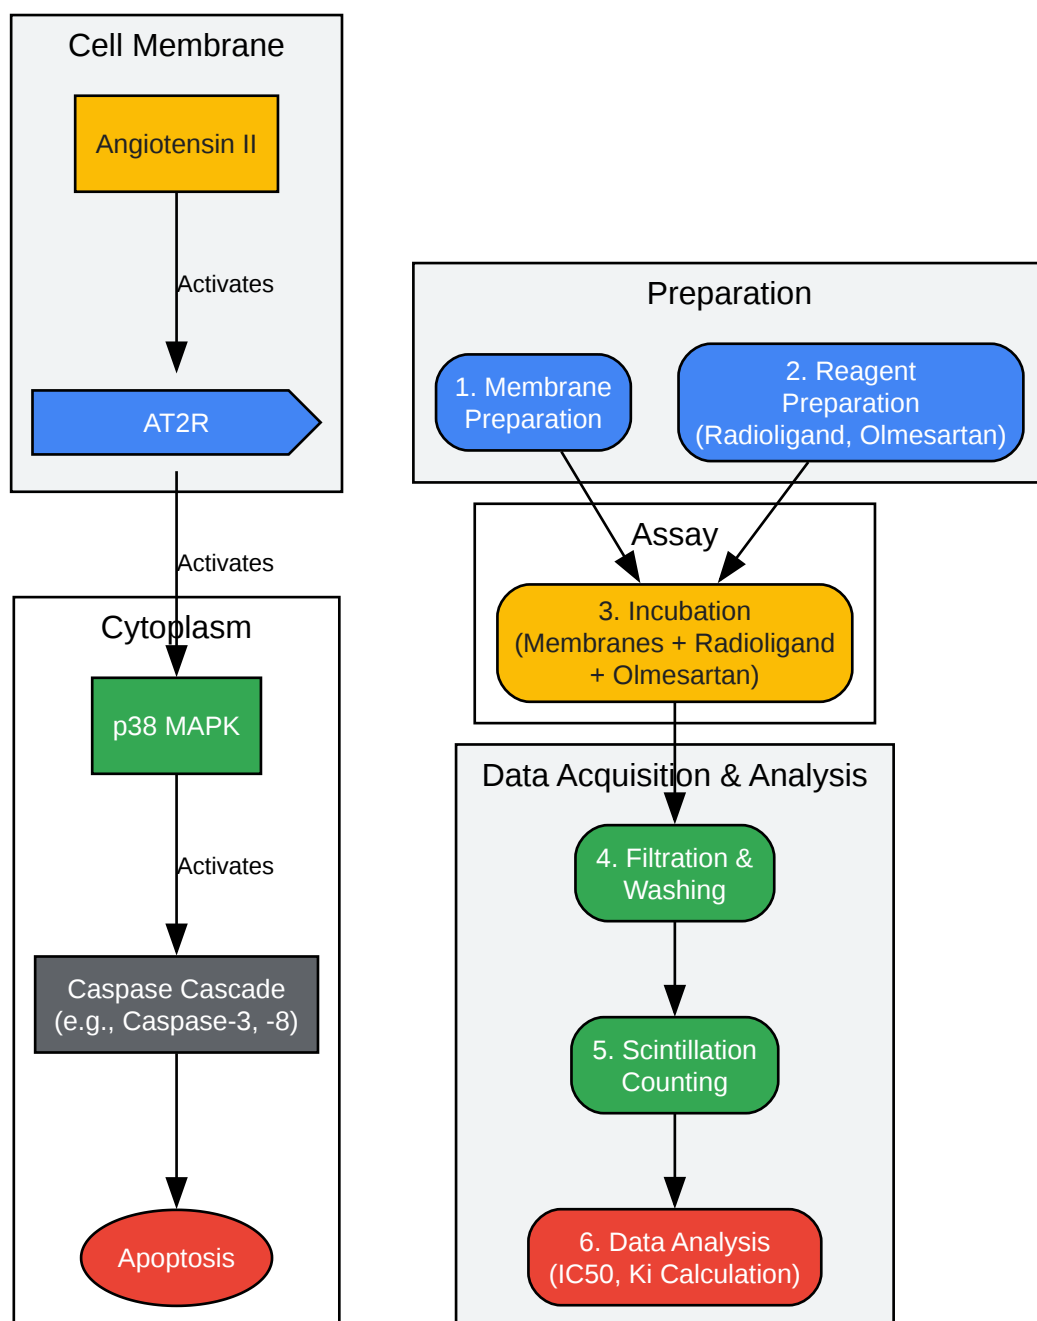 Cell Membrane
Angiotensin II
Activates
AT2R
Activates
Cytoplasm
p38 MAPK
Activates
Caspase Cascade
(e.g., Caspase-3, -8)
Apoptosis
Preparation
1. Membrane
Preparation
2. Reagent
Preparation
(Radioligand, Olmesartan)
Assay
3. Incubation
(Membranes + Radioligand
+ Olmesartan)
Data Acquisition & Analysis
4. Filtration &
Washing
5. Scintillation
Counting
6. Data Analysis
(IC50, Ki Calculation)